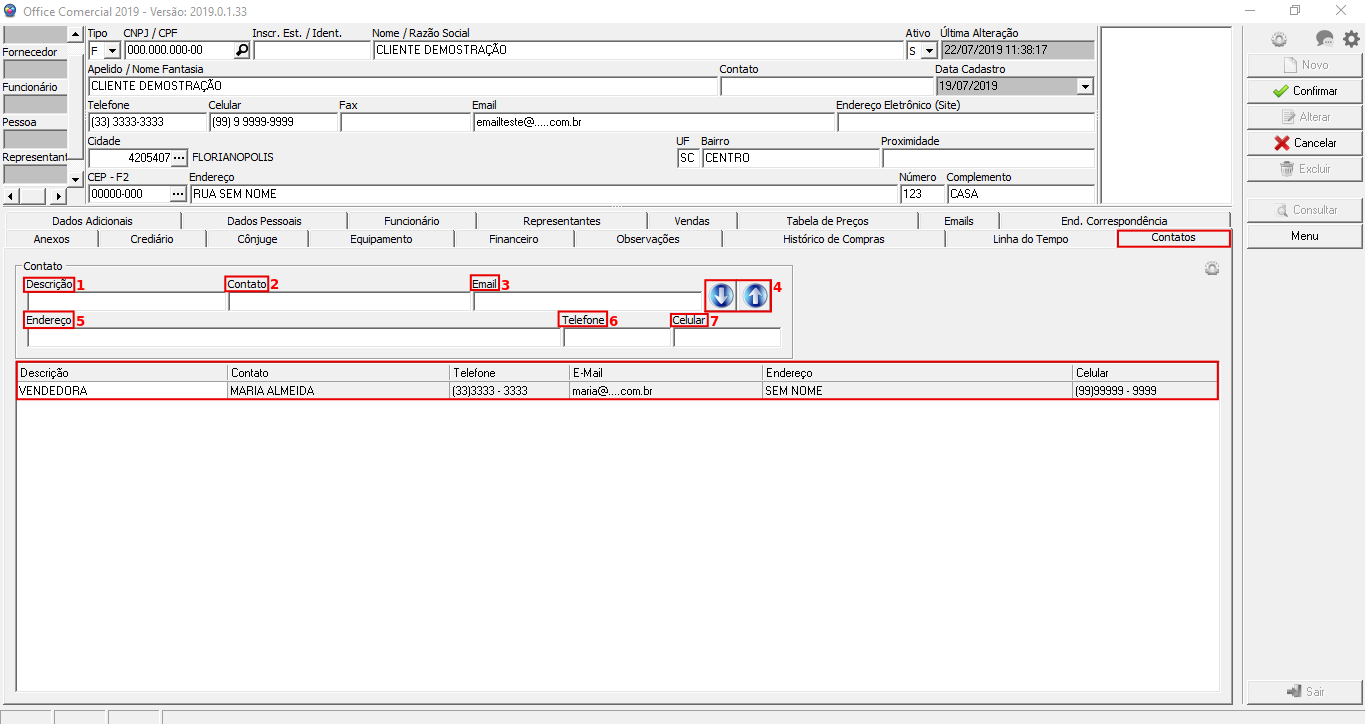 Office Comercial 2019 - Versão: 2019.0.1.33
Fornecedor
Funcionário
Pessoa
Representant
Tipo CNPJ / CPF Inscr. Est. / Ident. Nome / Razão Social Ativo Última Alteração
F 000.000.000-00 CLIENTE DEMOSTRAÇÃO S 22/07/2019 11:38:17
Apelido / Nome Fantasia Contato Data Cadastro
CLIENTE DEMOSTRAÇÃO 19/07/2019
Telefone Celular Fax Email Endereço Eletrônico (Site)
(33) 3333-3333 (99) 9 9999-9999 emailteste@.....com.br
Cidade UF Bairro Proximidade
4205407 ... FLORIANOPOLIS SC CENTRO
CEP - F2 Endereço Número Complemento
00000-000 ... RUA SEM NOME 123 CASA
Novo
Confirmar
Alterar
Cancelar
Excluir
Consultar
Menu
Dados Adicionais Dados Pessoais Funcionário Representantes Vendas Tabela de Preços Emails End. Correspondência
Anexos Crediário Cônjuge Equipamento Financeiro Observações Histórico de Compras Linha do Tempo Contatos
Contato
Descrição 1 Contato 2 Email 3 4
Endereço 5 Telefone 6 Celular 7
Descrição Contato Telefone E-Mail Endereço Celular
VENDEDORA MARIA ALMEIDA (33)3333 - 3333 maria@....com.br SEM NOME (99)99999 - 9999
Sair